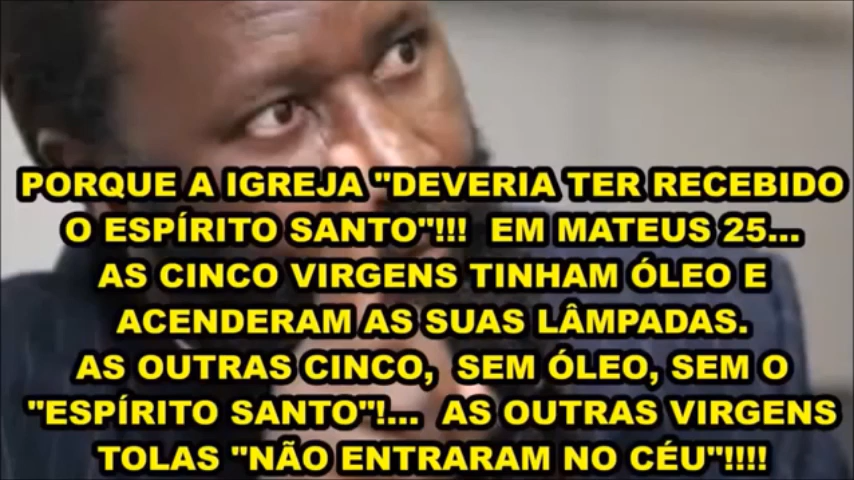 PORQUE A IGREJA "DEVERIA TER RECEBIDO
O ESPÍRITO SANTO"!!! EM MATEUS 25...
AS CINCO VIRGENS TINHAM ÓLEO E
ACENDERAM AS SUAS LÂMPADAS.
AS OUTRAS CINCO, SEM ÓLEO, SEM O
"ESPÍRITO SANTO"!... AS OUTRAS VIRGENS
TOLAS "NÃO ENTRARAM NO CÉU"!!!!